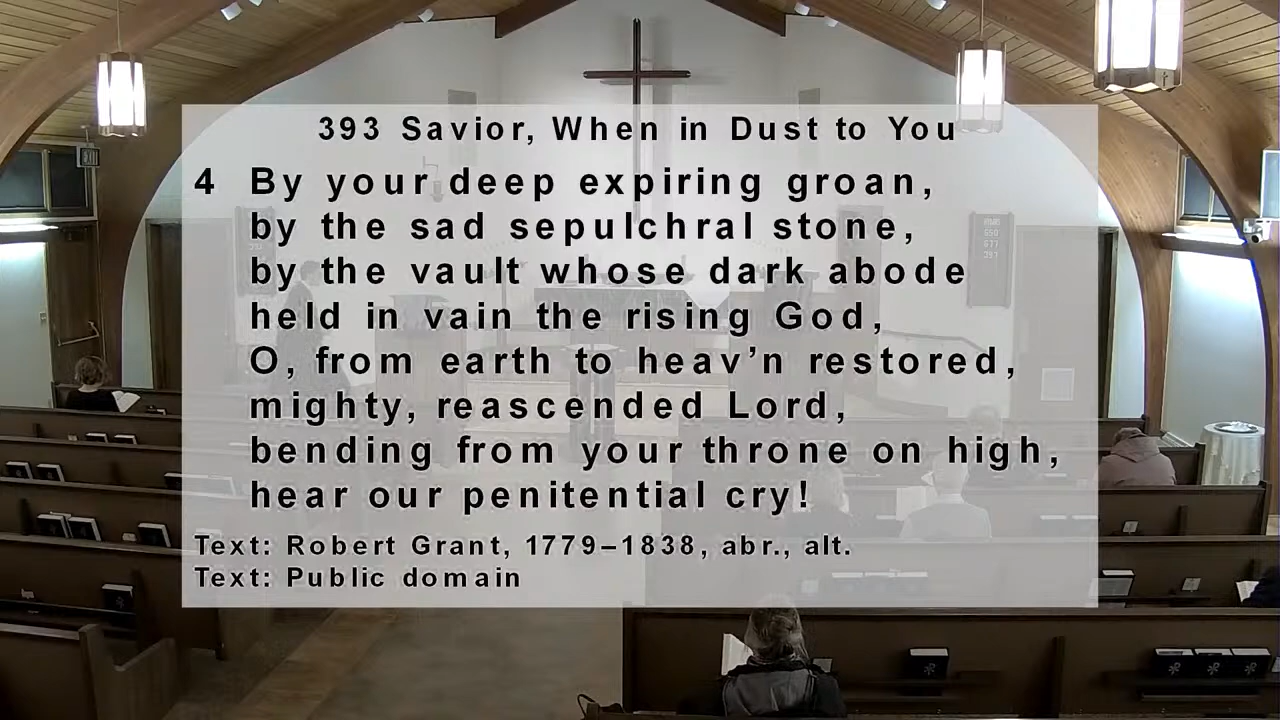 393 Savior, When in Dust to You
4 By your deep expiring groan,
by the sad sepulchral stone,
by the vault whose dark abode
held in vain the rising God,
O, from earth to heav’n restored,
mighty, reascended Lord,
bending from your throne on high,
hear our penitential cry!
Text: Robert Grant, 1779–1838, abr., alt.
Text: Public domain
EXIT